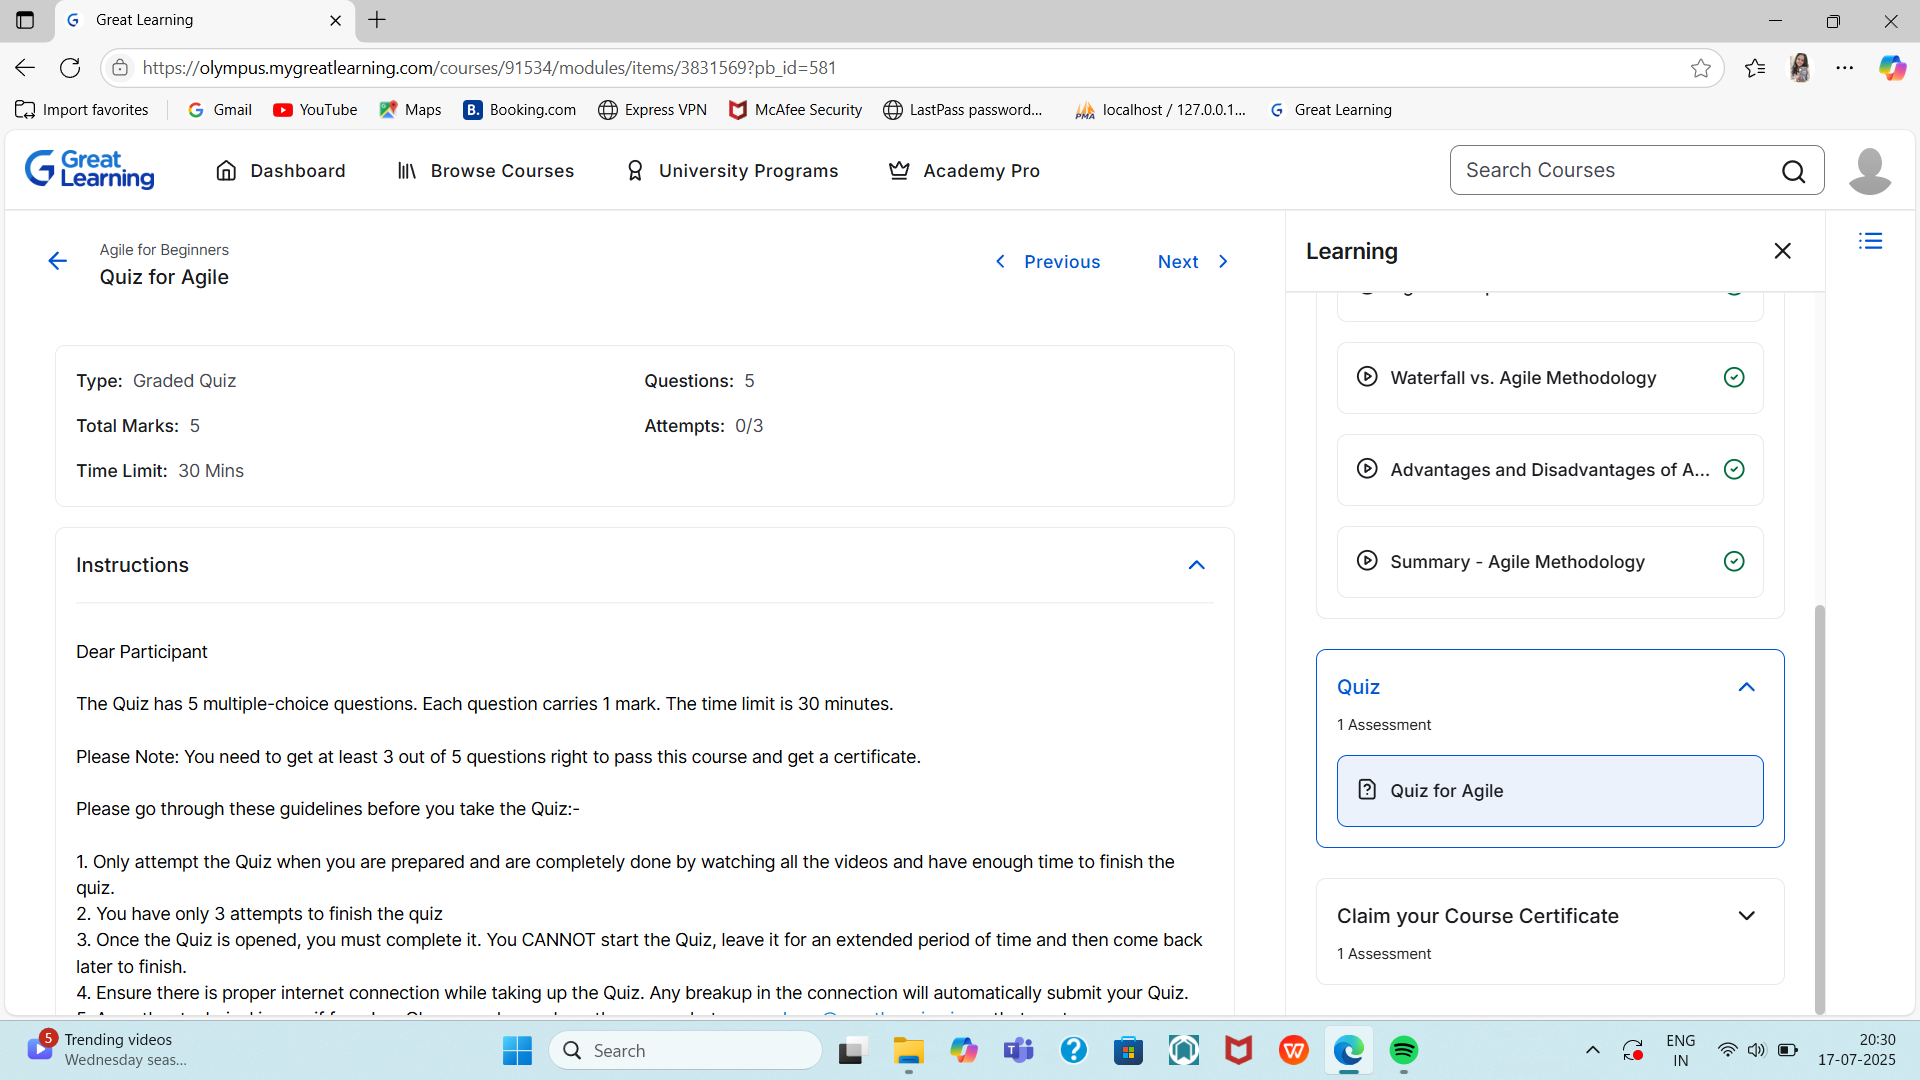 Great Learning
https://olympus.mygreatlearning.com/courses/91534/modules/items/3831569?pb_id=581
Import favorites
Gmail
YouTube
Maps
B.
Booking.com
Express VPN
McAfee Security
LastPass password...
PMA
localhost / 127.0.0.1...
Great Learning
Great
Learning
Dashboard
Browse Courses
University Programs
Academy Pro
Search Courses
Agile for Beginners
Quiz for Agile
Previous
Next
Type: Graded Quiz
Questions: 5
Total Marks: 5
Attempts: 0/3
Time Limit: 30 Mins
Instructions
Dear Participant
The Quiz has 5 multiple-choice questions. Each question carries 1 mark. The time limit is 30 minutes.
Please Note: You need to get at least 3 out of 5 questions right to pass this course and get a certificate.
Please go through these guidelines before you take the Quiz:-
1. Only attempt the Quiz when you are prepared and are completely done by watching all the videos and have enough time to finish the
quiz.
2. You have only 3 attempts to finish the quiz
3. Once the Quiz is opened, you must complete it. You CANNOT start the Quiz, leave it for an extended period of time and then come back
later to finish.
4. Ensure there is proper internet connection while taking up the Quiz. Any breakup in the connection will automatically submit your Quiz.
Learning
Waterfall vs. Agile Methodology
Advantages and Disadvantages of A...
Summary - Agile Methodology
Quiz
1 Assessment
Quiz for Agile
Claim your Course Certificate
1 Assessment
5
Trending videos
Wednesday seas...
Search
ENG
IN
20:30
17-07-2025